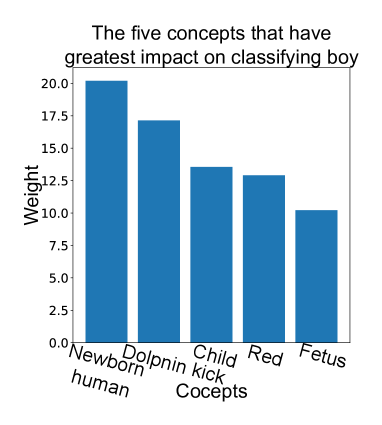 The five concepts that have
greatest impact on classifying boy
Weight
20.0
17.5
15.0
12.5
10.0
7.5
5.0
2.5
0.0
Newborn
human
Dolpnin kick
Child
Red
Fetus
Cocepts